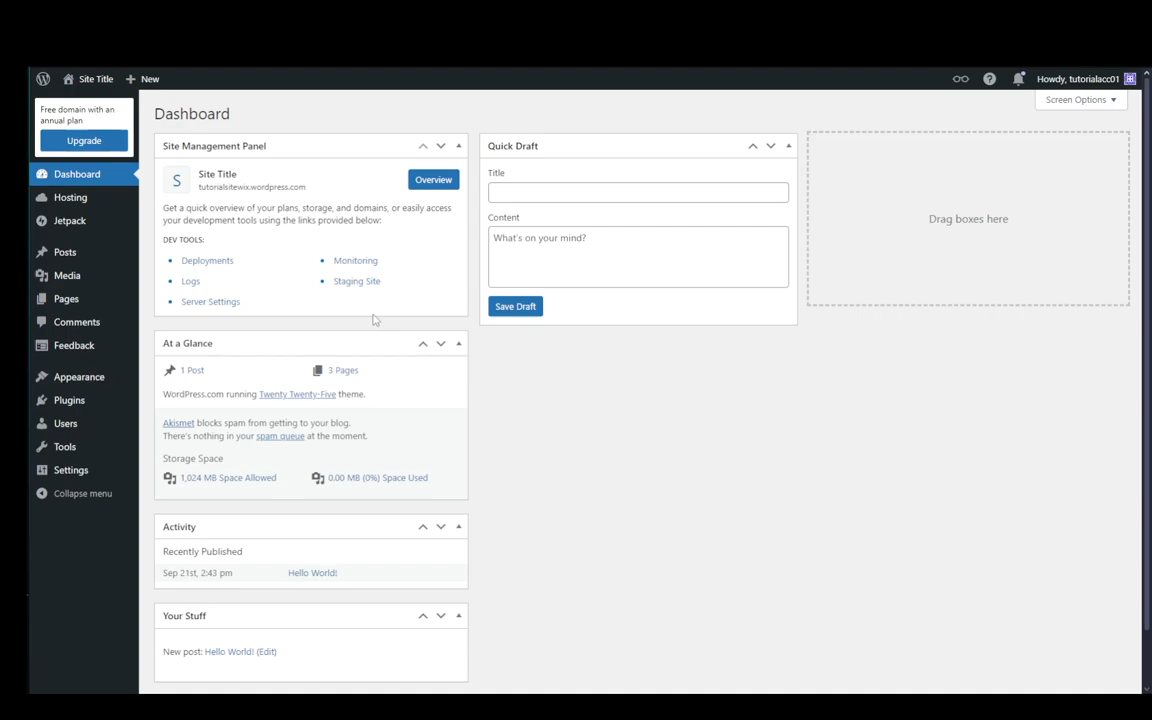 Site Title
New
Howdy, tutorialacc01
Screen Options
Free domain with an
annual plan
Upgrade
Dashboard
Hosting
Jetpack
Posts
Media
Pages
Comments
Feedback
Appearance
Plugins
Users
Tools
Settings
Collapse menu
Dashboard
Site Management Panel
S
Site Title
tutorialsitewix.wordpress.com
Overview
Get a quick overview of your plans, storage, and domains, or easily access
your development tools using the links provided below:
DEV TOOLS:
Deployments
Monitoring
Logs
Staging Site
Server Settings
At a Glance
1 Post
3 Pages
WordPress.com running Twenty Twenty-Five theme.
Akismet blocks spam from getting to your blog.
There's nothing in your spam queue at the moment.
Storage Space
1,024 MB Space Allowed
0.00 MB (0%) Space Used
Activity
Recently Published
Sep 21st, 2:43 pm
Hello World!
Your Stuff
New post: Hello World! (Edit)
Quick Draft
Title
Content
What's on your mind?
Save Draft
Drag boxes here